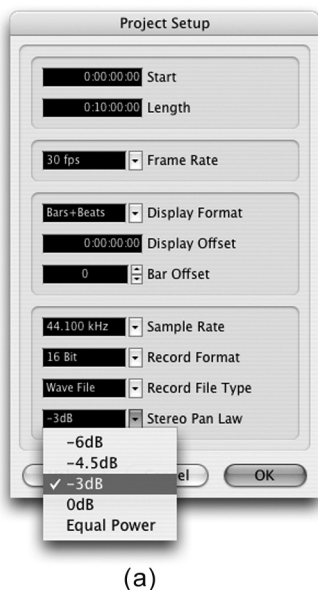 Project Setup
0:00:00:00 Start
0:10:00:00 Length
30 fps Frame Rate
Bars+Beats Display Format
0:00:00:00 Display Offset
0 Bar Offset
44.100 kHz Sample Rate
16 Bit Record Format
Wave File Record File Type
-3dB Stereo Pan Law
-6dB
-4.5dB
✓ -3dB
0dB
Equal Power
OK
(a)